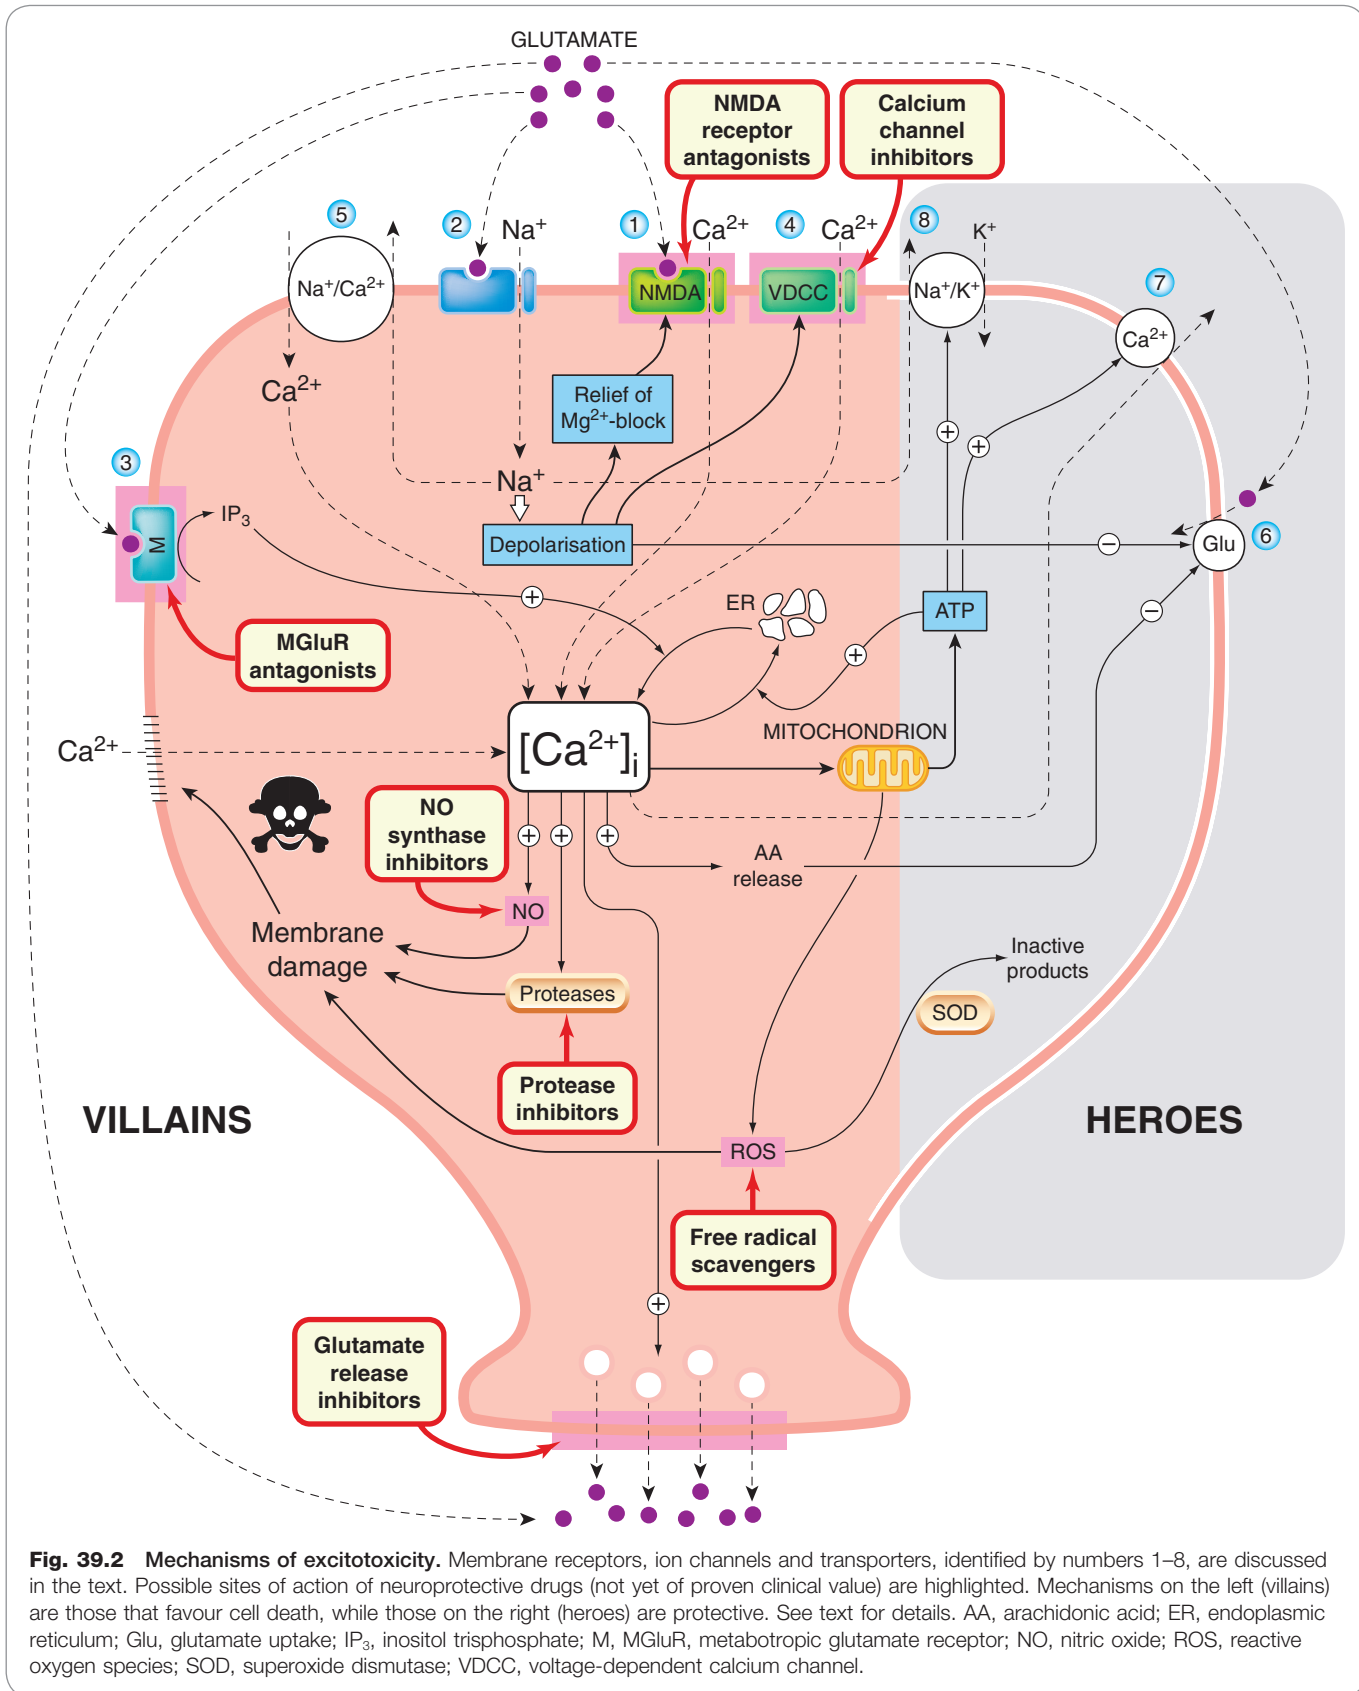 GLUTAMATE
NMDA
receptor
antagonists
Calcium
channel
inhibitors
5
2
Na⁺
1
Ca²⁺
4
Ca²⁺
8
K⁺
Na⁺/Ca²⁺
NMDA
VDCC
Na⁺/K⁺
7
Ca²⁺
Ca²⁺
Relief of
Mg²⁺-block
3
Na⁺
IP₃
M
Depolarisation
−
Glu
6
+
+
+
ER
ATP
−
+
MGluR
antagonists
Ca²⁺
[Ca²⁺]ᵢ
MITOCHONDRION
NO
synthase
inhibitors
+
+
+
AA
release
NO
Membrane
damage
Proteases
Inactive
products
SOD
Protease
inhibitors
VILLAINS
HEROES
ROS
Free radical
scavengers
+
Glutamate
release
inhibitors
Fig. 39.2 Mechanisms of excitotoxicity. Membrane receptors, ion channels and transporters, identified by numbers 1–8, are discussed
in the text. Possible sites of action of neuroprotective drugs (not yet of proven clinical value) are highlighted. Mechanisms on the left (villains)
are those that favour cell death, while those on the right (heroes) are protective. See text for details. AA, arachidonic acid; ER, endoplasmic
reticulum; Glu, glutamate uptake; IP₃, inositol trisphosphate; M, MGluR, metabotropic glutamate receptor; NO, nitric oxide; ROS, reactive
oxygen species; SOD, superoxide dismutase; VDCC, voltage-dependent calcium channel.